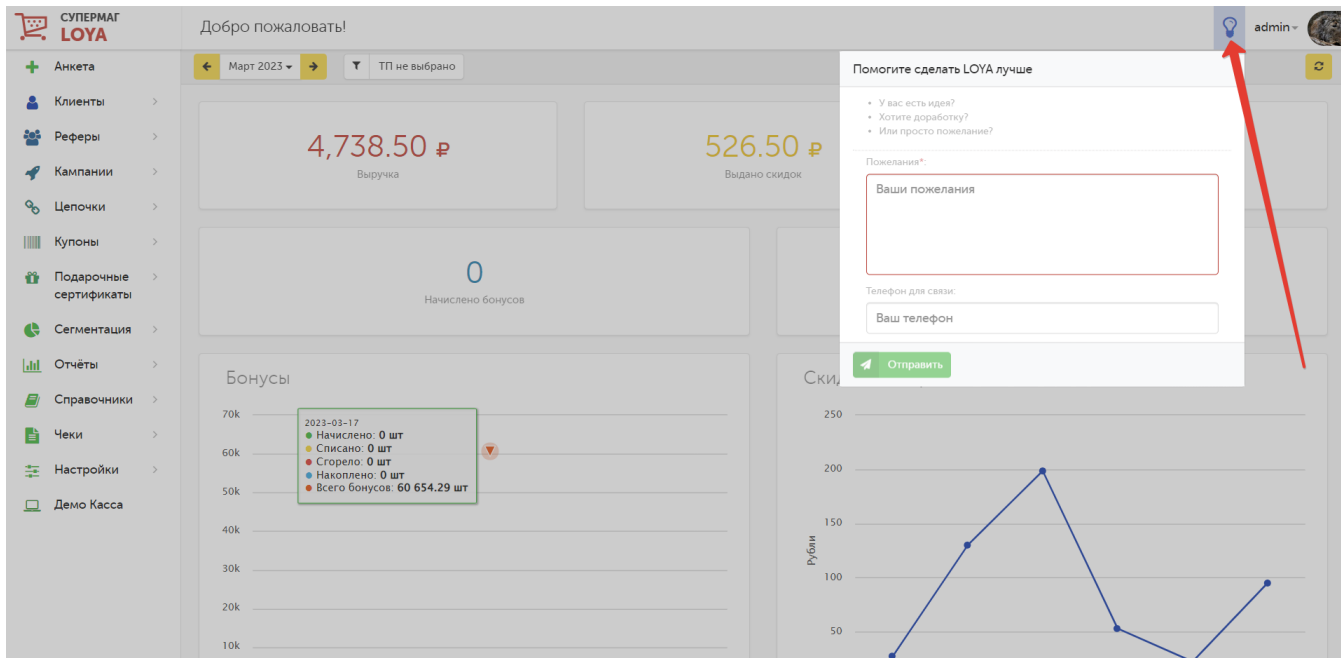 СУПЕРМАГ
LOYA
Добро пожаловать!
admin
Анкета
Клиенты
Реферы
Кампании
Цепочки
Купоны
Подарочные
сертификаты
Сегментация
Отчёты
Справочники
Чеки
Настройки
Демо Касса
Март 2023
ТП не выбрано
4,738.50 ₽
Выручка
526.50 ₽
Выдано скидок
0
Начислено бонусов
Помогите сделать LOYA лучше
• У вас есть идея?
• Хотите доработку?
• Или просто пожелание?
Пожелания*:
Ваши пожелания
Телефон для связи:
Ваш телефон
Отправить
Бонусы
70k
60k
50k
40k
30k
20k
10k
2023-03-17
Начислено: 0 шт
Списано: 0 шт
Сгорело: 0 шт
Накоплено: 0 шт
Всего бонусов: 60 654.29 шт
250
200
150
100
50
Рубли